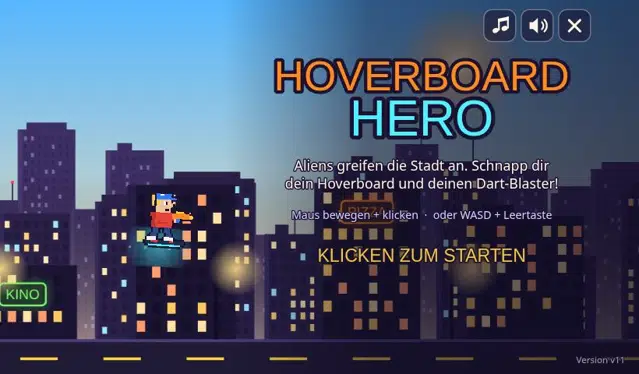 HOVERBOARD
HERO
Aliens greifen die Stadt an. Schnapp dir
dein Hoverboard und deinen Dart-Blaster!
PIZZA
Maus bewegen + klicken · oder WASD + Leertaste
KLICKEN ZUM STARTEN
KINO
Version v11